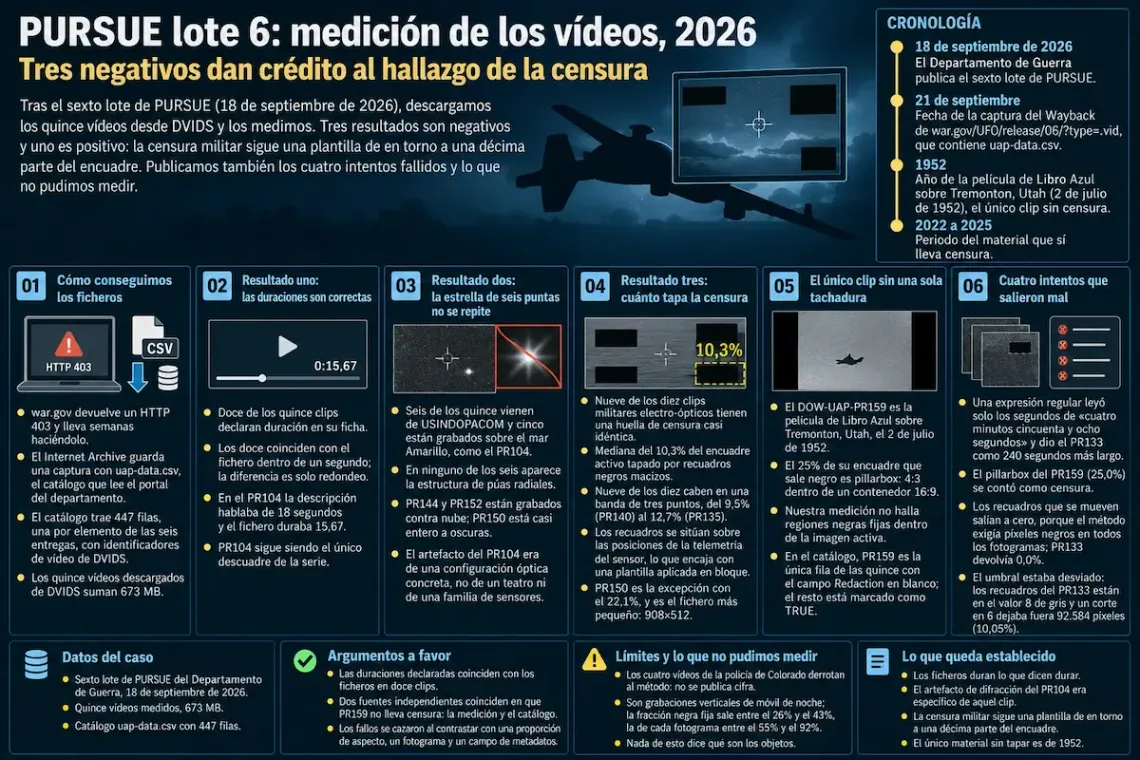 PURSUE lote 6: medición de los vídeos, 2026
Tres negativos dan crédito al hallazgo de la censura
Tras el sexto lote de PURSUE (18 de septiembre de 2026), descargamos
los quince vídeos desde DVIDS y los medimos. Tres resultados son negativos
y uno es positivo: la censura militar sigue una plantilla de en torno a una décima
parte del encuadre. Publicamos también los cuatro intentos fallidos y lo que
no pudimos medir.
CRONOLOGÍA
18 de septiembre de 2026
El Departamento de Guerra
publica el sexto lote de PURSUE.
21 de septiembre
Fecha de la captura del Wayback
de war.gov/UFO/release/06/?type=.vid,
que contiene uap-data.csv.
1952
Año de la película de Libro Azul
sobre Tremonton, Utah (2 de julio
de 1952), el único clip sin censura.
2022 a 2025
Periodo del material que sí
lleva censura.
01
Cómo conseguimos
los ficheros
HTTP 403
CSV
war.gov devuelve un HTTP
403 y lleva semanas
haciéndolo.
El Internet Archive guarda
una captura con uap-data.csv,
el catálogo que lee el portal
del departamento.
El catálogo trae 447 filas,
una por elemento de las seis
entregas, con identificadores
de vídeo de DVIDS.
Los quince vídeos descargados
de DVIDS suman 673 MB.
02
Resultado uno:
las duraciones son correctas
0:15,67
Doce de los quince clips
declaran duración en su ficha.
Los doce coinciden con el
fichero dentro de un segundo;
la diferencia es solo redondeo.
En el PR104 la descripción
hablaba de 18 segundos
y el fichero duraba 15,67.
PR104 sigue siendo el único
descuadre de la serie.
03
Resultado dos:
la estrella de seis puntas
no se repite
Seis de los quince vienen
de USINDOPACOM y cinco
están grabados sobre el mar
Amarillo, como el PR104.
En ninguno de los seis aparece
la estructura de púas radiales.
PR144 y PR152 están grabados
contra nube; PR150 está casi
entero a oscuras.
El artefacto del PR104 era
de una configuración óptica
concreta, no de un teatro ni
de una familia de sensores.
04
Resultado tres:
cuánto tapa la censura
10,3%
Nueve de los diez clips
militares electro-ópticos tienen
una huella de censura casi
idéntica.
Mediana del 10,3% del encuadre
activo tapado por recuadros
negros macizos.
Nueve de los diez caben en una
banda de tres puntos, del 9,5%
(PR140) al 12,7% (PR135).
Los recuadros se sitúan sobre
las posiciones de la telemetría
del sensor, lo que encaja con
una plantilla aplicada en bloque.
PR150 es la excepción con
el 22,1%, y es el fichero más
pequeño: 908×512.
05
El único clip sin una sola
tachadura
El DOW-UAP-PR159 es la
película de Libro Azul sobre
Tremonton, Utah, el 2 de julio
de 1952.
El 25% de su encuadre que
sale negro es pillarbox: 4:3
dentro de un contenedor 16:9.
Nuestra medición no halla
regiones negras fijas dentro
de la imagen activa.
En el catálogo, PR159 es la
única fila de las quince con
el campo Redaction en blanco;
el resto está marcado como
TRUE.
06
Cuatro intentos que
salieron mal
Una expresión regular leyó
solo los segundos de «cuatro
minutos cincuenta y ocho
segundos» y dio el PR133
como 240 segundos más largo.
El pillarbox del PR159 (25,0%)
se contó como censura.
Los recuadros que se mueven
salían a cero, porque el método
exigía píxeles negros en todos
los fotogramas; PR133
devolvía 0,0%.
El umbral estaba desviado:
los recuadros del PR133 están
en el valor 8 de gris y un corte
en 6 dejaba fuera 92.584 píxeles
(10,05%).
Datos del caso
Sexto lote de PURSUE del Departamento
de Guerra, 18 de septiembre de 2026.
Quince vídeos medidos, 673 MB.
Catálogo uap-data.csv con 447 filas.
Argumentos a favor
Las duraciones declaradas coinciden con los
ficheros en doce clips.
Dos fuentes independientes coinciden en que
PR159 no lleva censura: la medición y el catálogo.
Los fallos se cazaron al contrastar con una proporción
de aspecto, un fotograma y un campo de metadatos.
Límites y lo que no pudimos medir
Los cuatro vídeos de la policía de Colorado derrotan
al método: no se publica cifra.
Son grabaciones verticales de móvil de noche;
la fracción negra fija sale entre el 26% y el 43%,
la de cada fotograma entre el 55% y el 92%.
Nada de esto dice qué son los objetos.
Lo que queda establecido
Los ficheros duran lo que dicen durar.
El artefacto de difracción del PR104 era
específico de aquel clip.
La censura militar sigue una plantilla de en torno
a una décima parte del encuadre.
El único material sin tapar es de 1952.